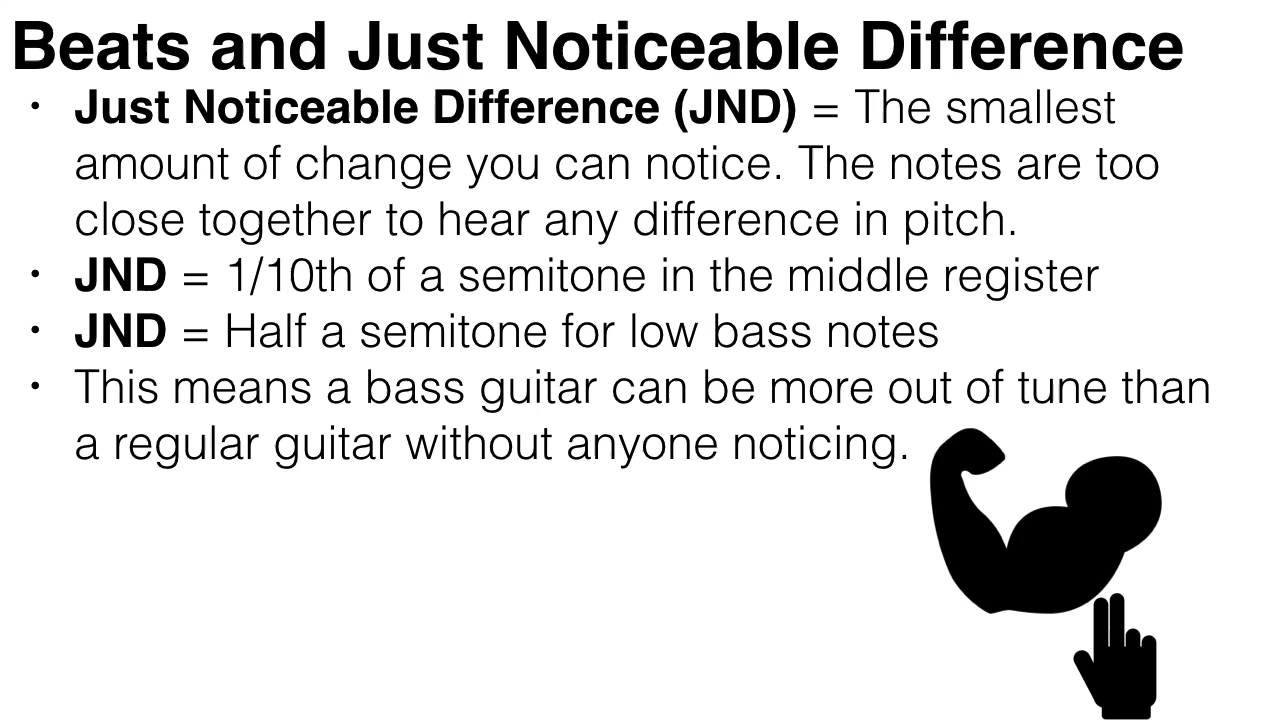 Beats and Just Noticeable Difference
• Just Noticeable Difference (JND) = The smallest
amount of change you can notice. The notes are too
close together to hear any difference in pitch.
• JND = 1/10th of a semitone in the middle register
• JND = Half a semitone for low bass notes
• This means a bass guitar can be more out of tune than
a regular guitar without anyone noticing.